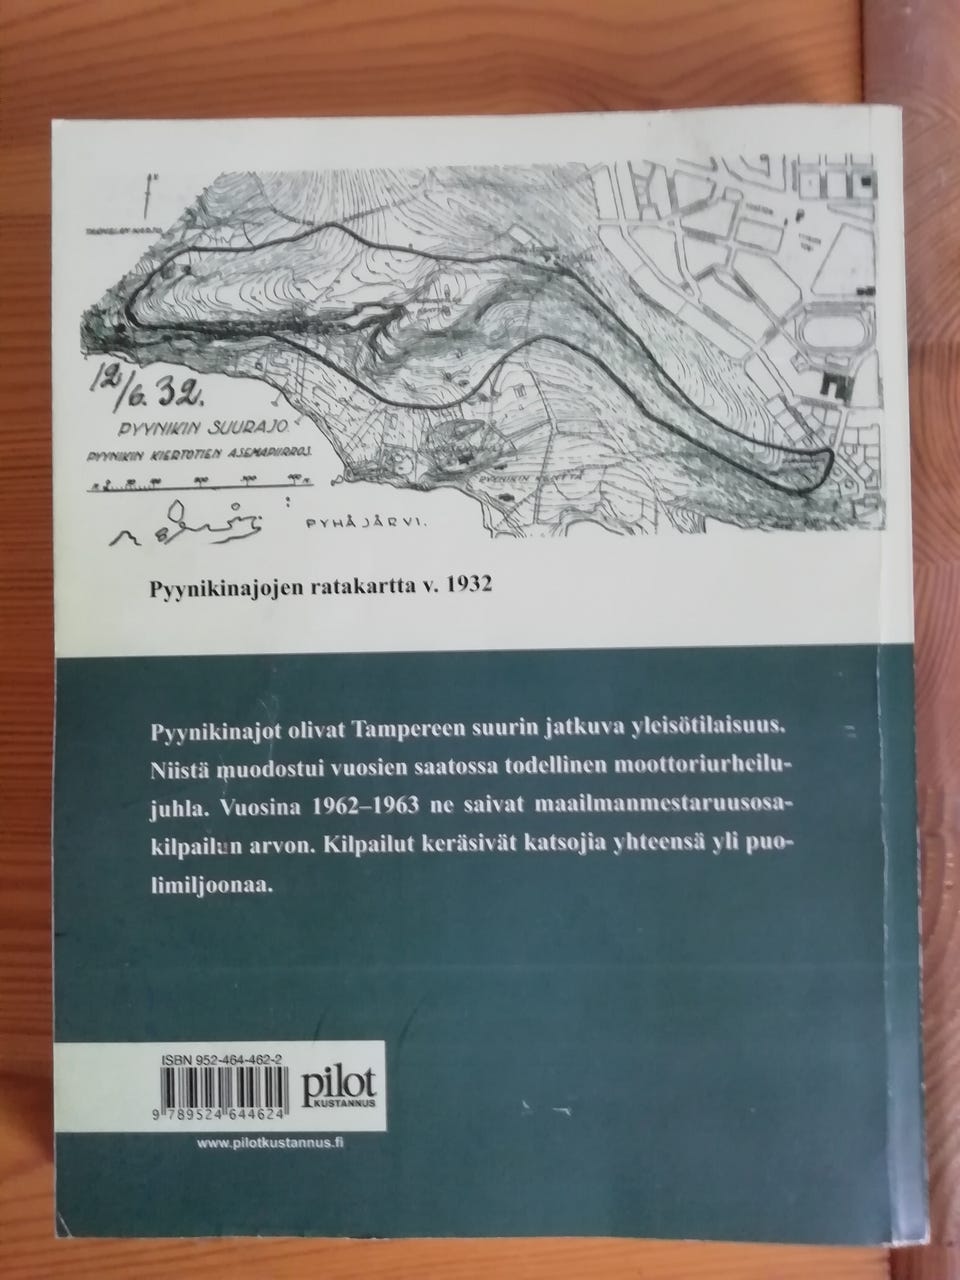 12/6. 32.
PYYNIKIN SUURAJO.
PYYNIKIN KIERTOTIEN ASEMAPIIRROS.
PYHÄJÄRVI.
Pyynikinajojen ratakartta v. 1932
Pyynikinajot olivat Tampereen suurin jatkuva yleisötilaisuus.
Niistä muodostui vuosien saatossa todellinen moottoriurheilu-
juhla. Vuosina 1962–1963 ne saivat maailmanmestaruusosa-
kilpailun arvon. Kilpailut keräsivät katsojia yhteensä yli puo-
limiljoonaa.
ISBN 952-464-462-2
9 789524 644624
pilot
KUSTANNUS
www.pilotkustannus.fi